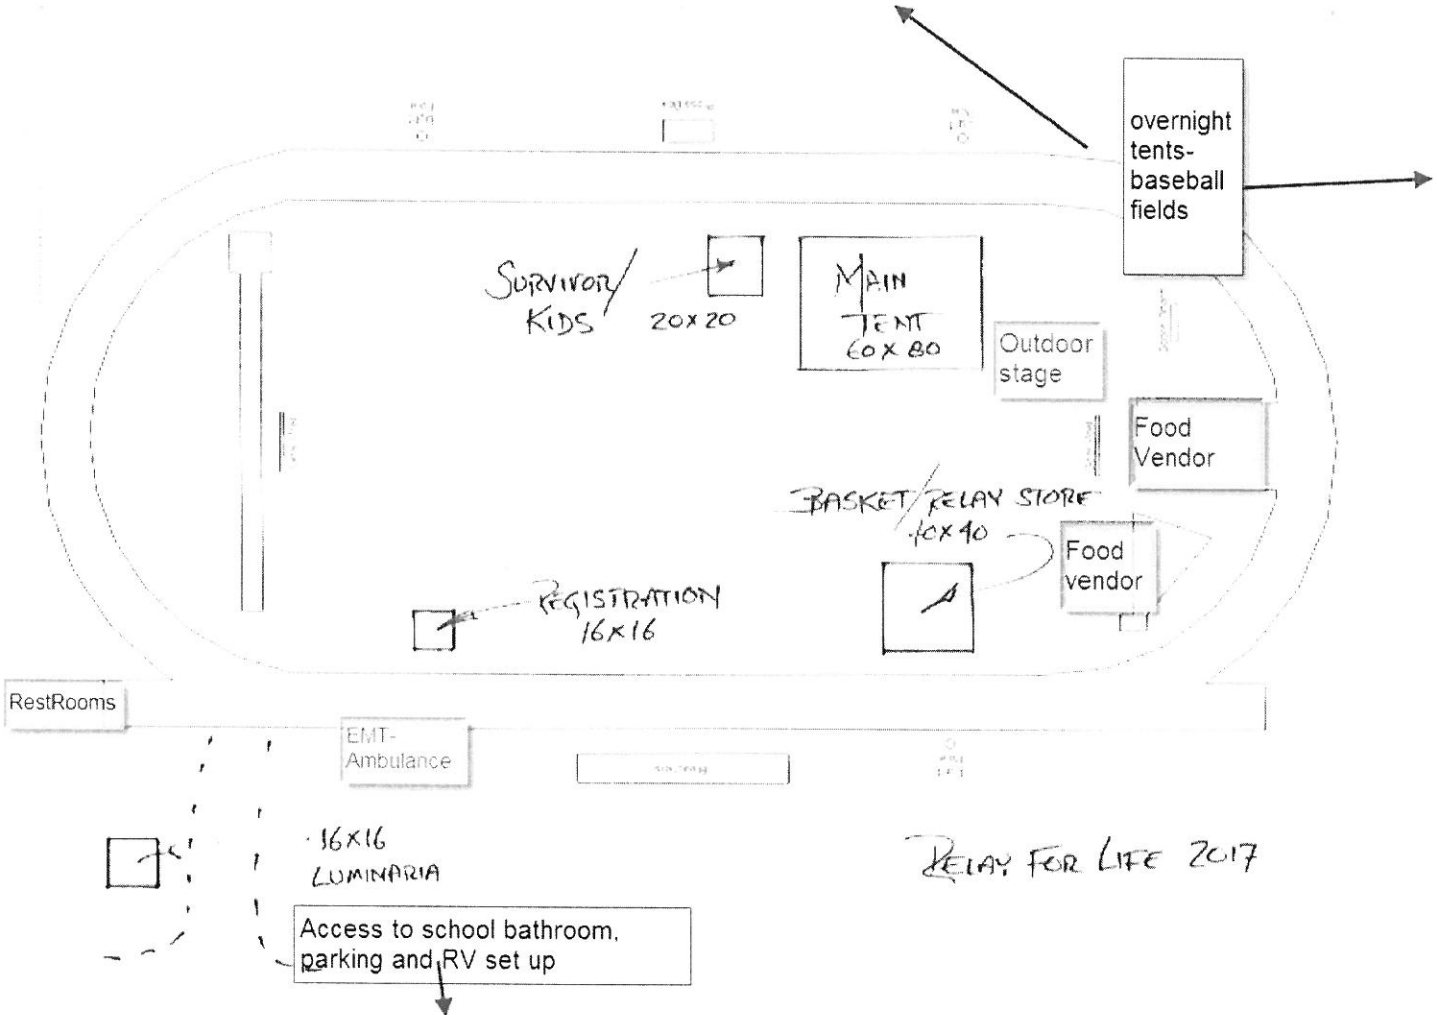 overnight
tents-
baseball
fields
SURVIVOR/
KIDS
20x20
MAIN
TENT
60 x 80
Outdoor
stage
Food
Vendor
BASKET/RELAY STORE
40x40
Food
vendor
REGISTRATION
16x16
RestRooms
EMT-
Ambulance
16x16
LUMINARIA
RELAY FOR LIFE 2017
Access to school bathroom,
parking and RV set up